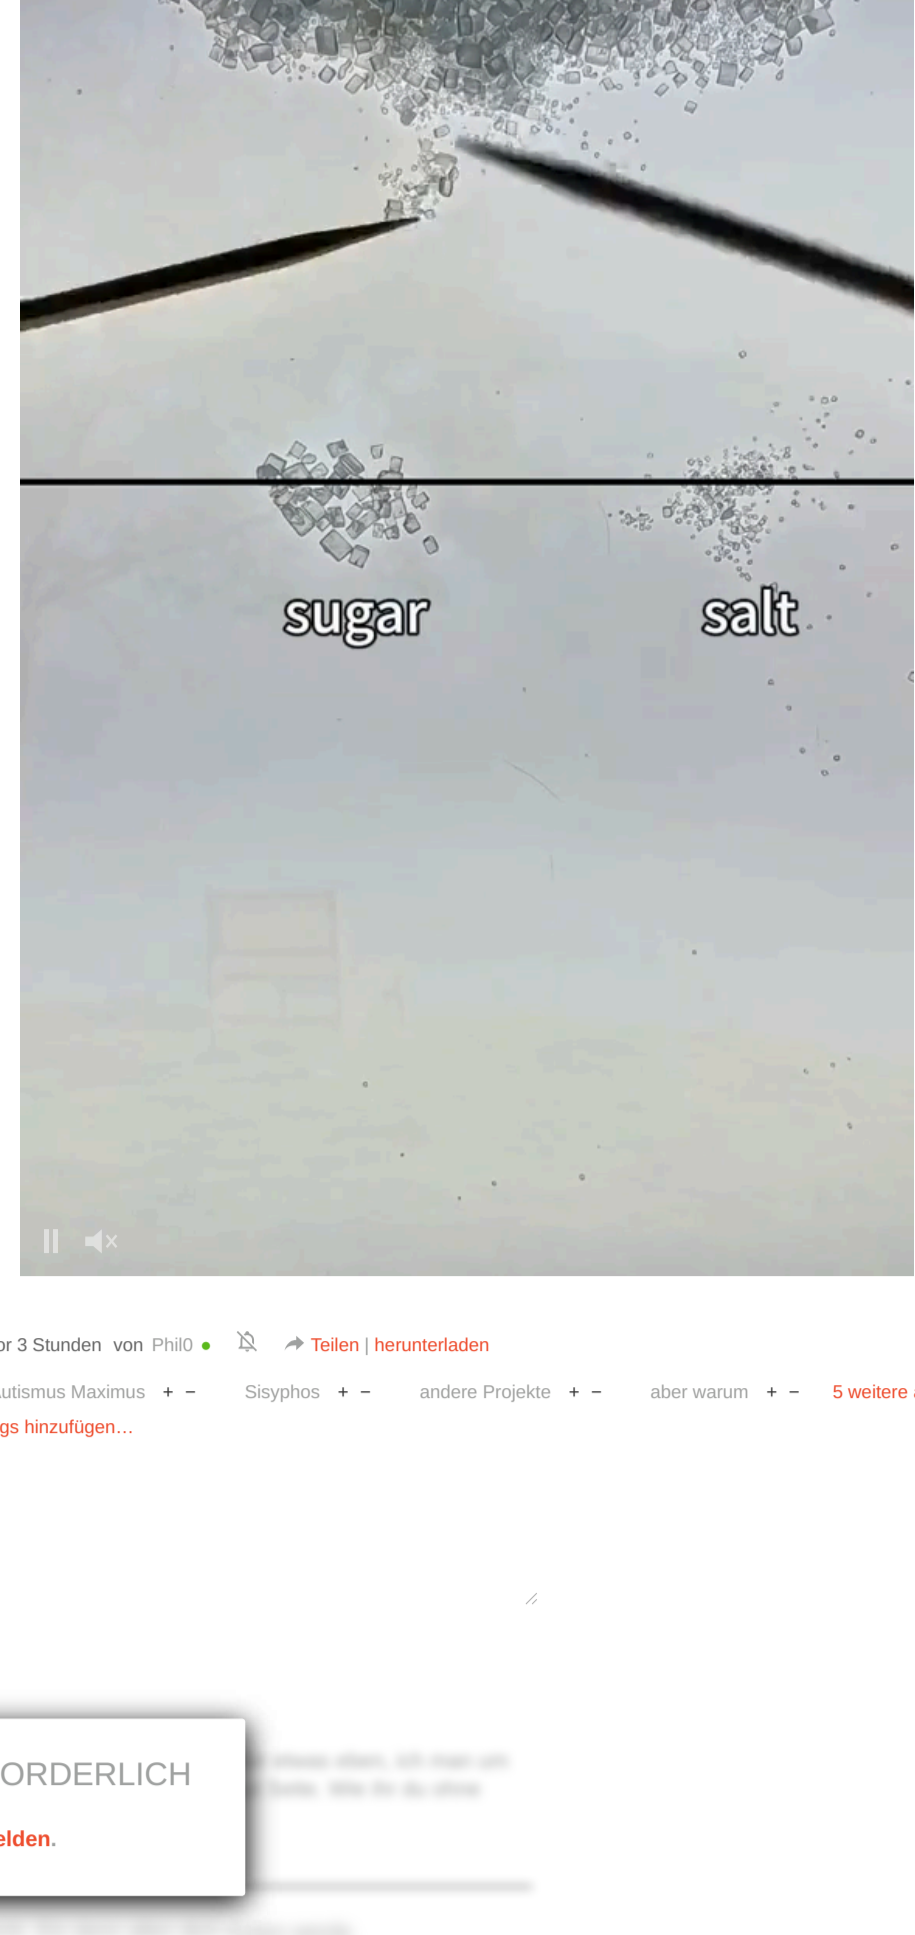 sugar salt
or 3 Stunden von Phil0 Teilen | herunterladen
utismus Maximus + − Sisyphos + − andere Projekte + − aber warum + − 5 weitere
gs hinzufügen…
ORDERLICH
elden.